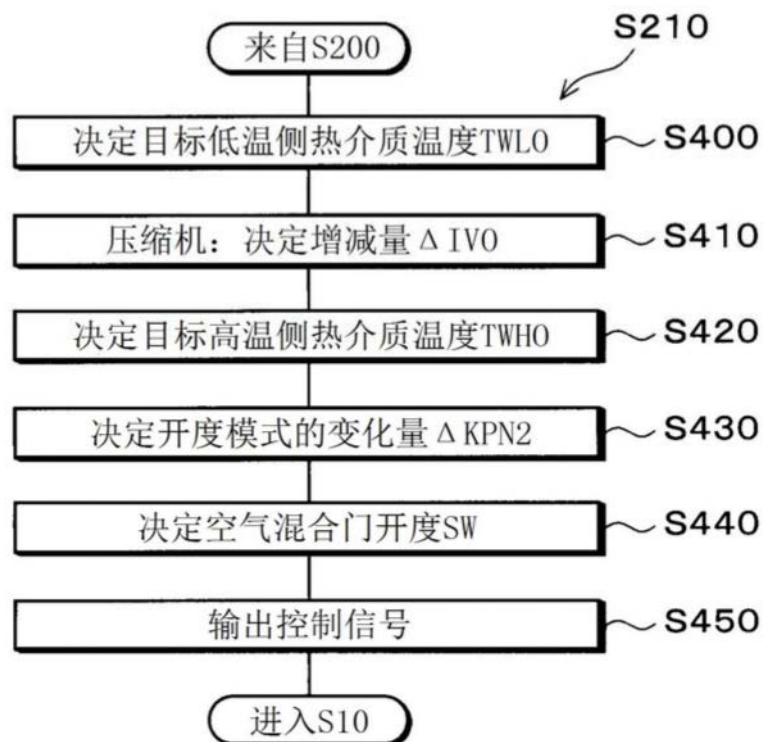 来自S200
S210
决定目标低温侧热介质温度TWLO
S400
压缩机：决定增减量ΔIVO
S410
决定目标高温侧热介质温度TWHO
S420
决定开度模式的变化量ΔKPN2
S430
决定空气混合门开度SW
S440
输出控制信号
S450
进入S10